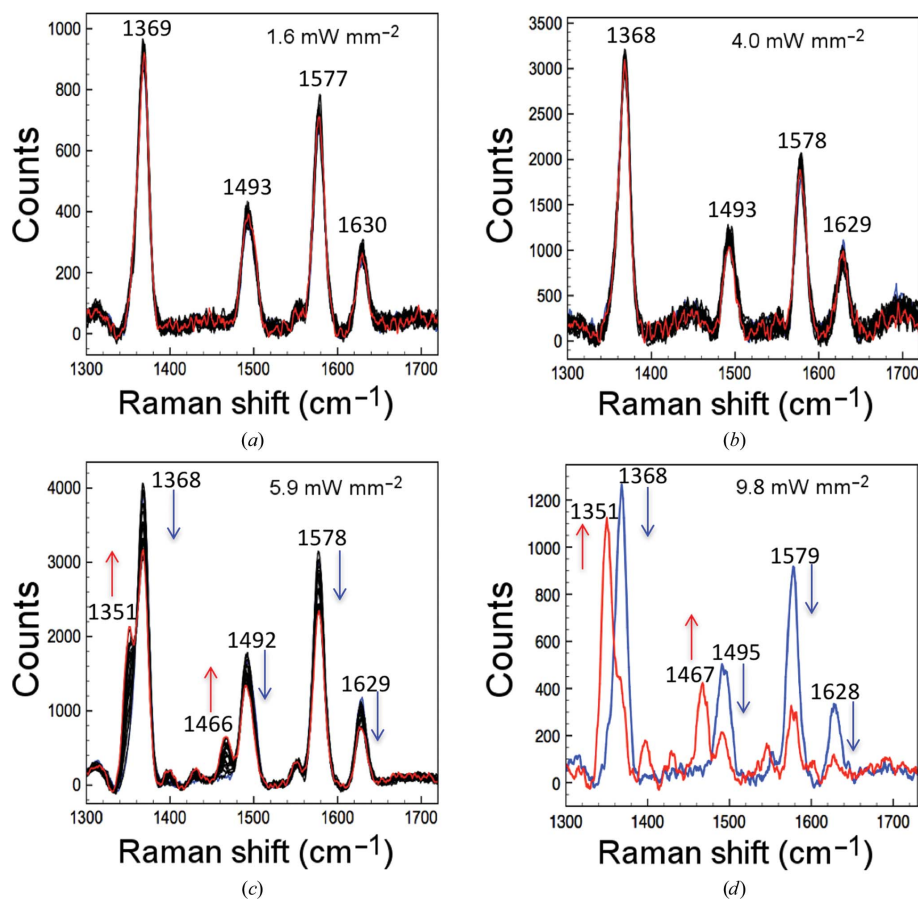 1.6 mW mm−2
1369
1577
1493
1630
1000
800
600
400
200
0
Counts
1300 1400 1500 1600 1700
Raman shift (cm−1)
(a)
4.0 mW mm−2
1368
1578
1493
1629
3500
3000
2500
2000
1500
1000
500
0
Counts
1300 1400 1500 1600 1700
Raman shift (cm−1)
(b)
5.9 mW mm−2
1368
1578
1351
1492
1466
1629
4000
3000
2000
1000
0
Counts
1300 1400 1500 1600 1700
Raman shift (cm−1)
(c)
9.8 mW mm−2
1368
1351
1579
1495
1467
1628
1200
1000
800
600
400
200
0
Counts
1300 1400 1500 1600 1700
Raman shift (cm−1)
(d)